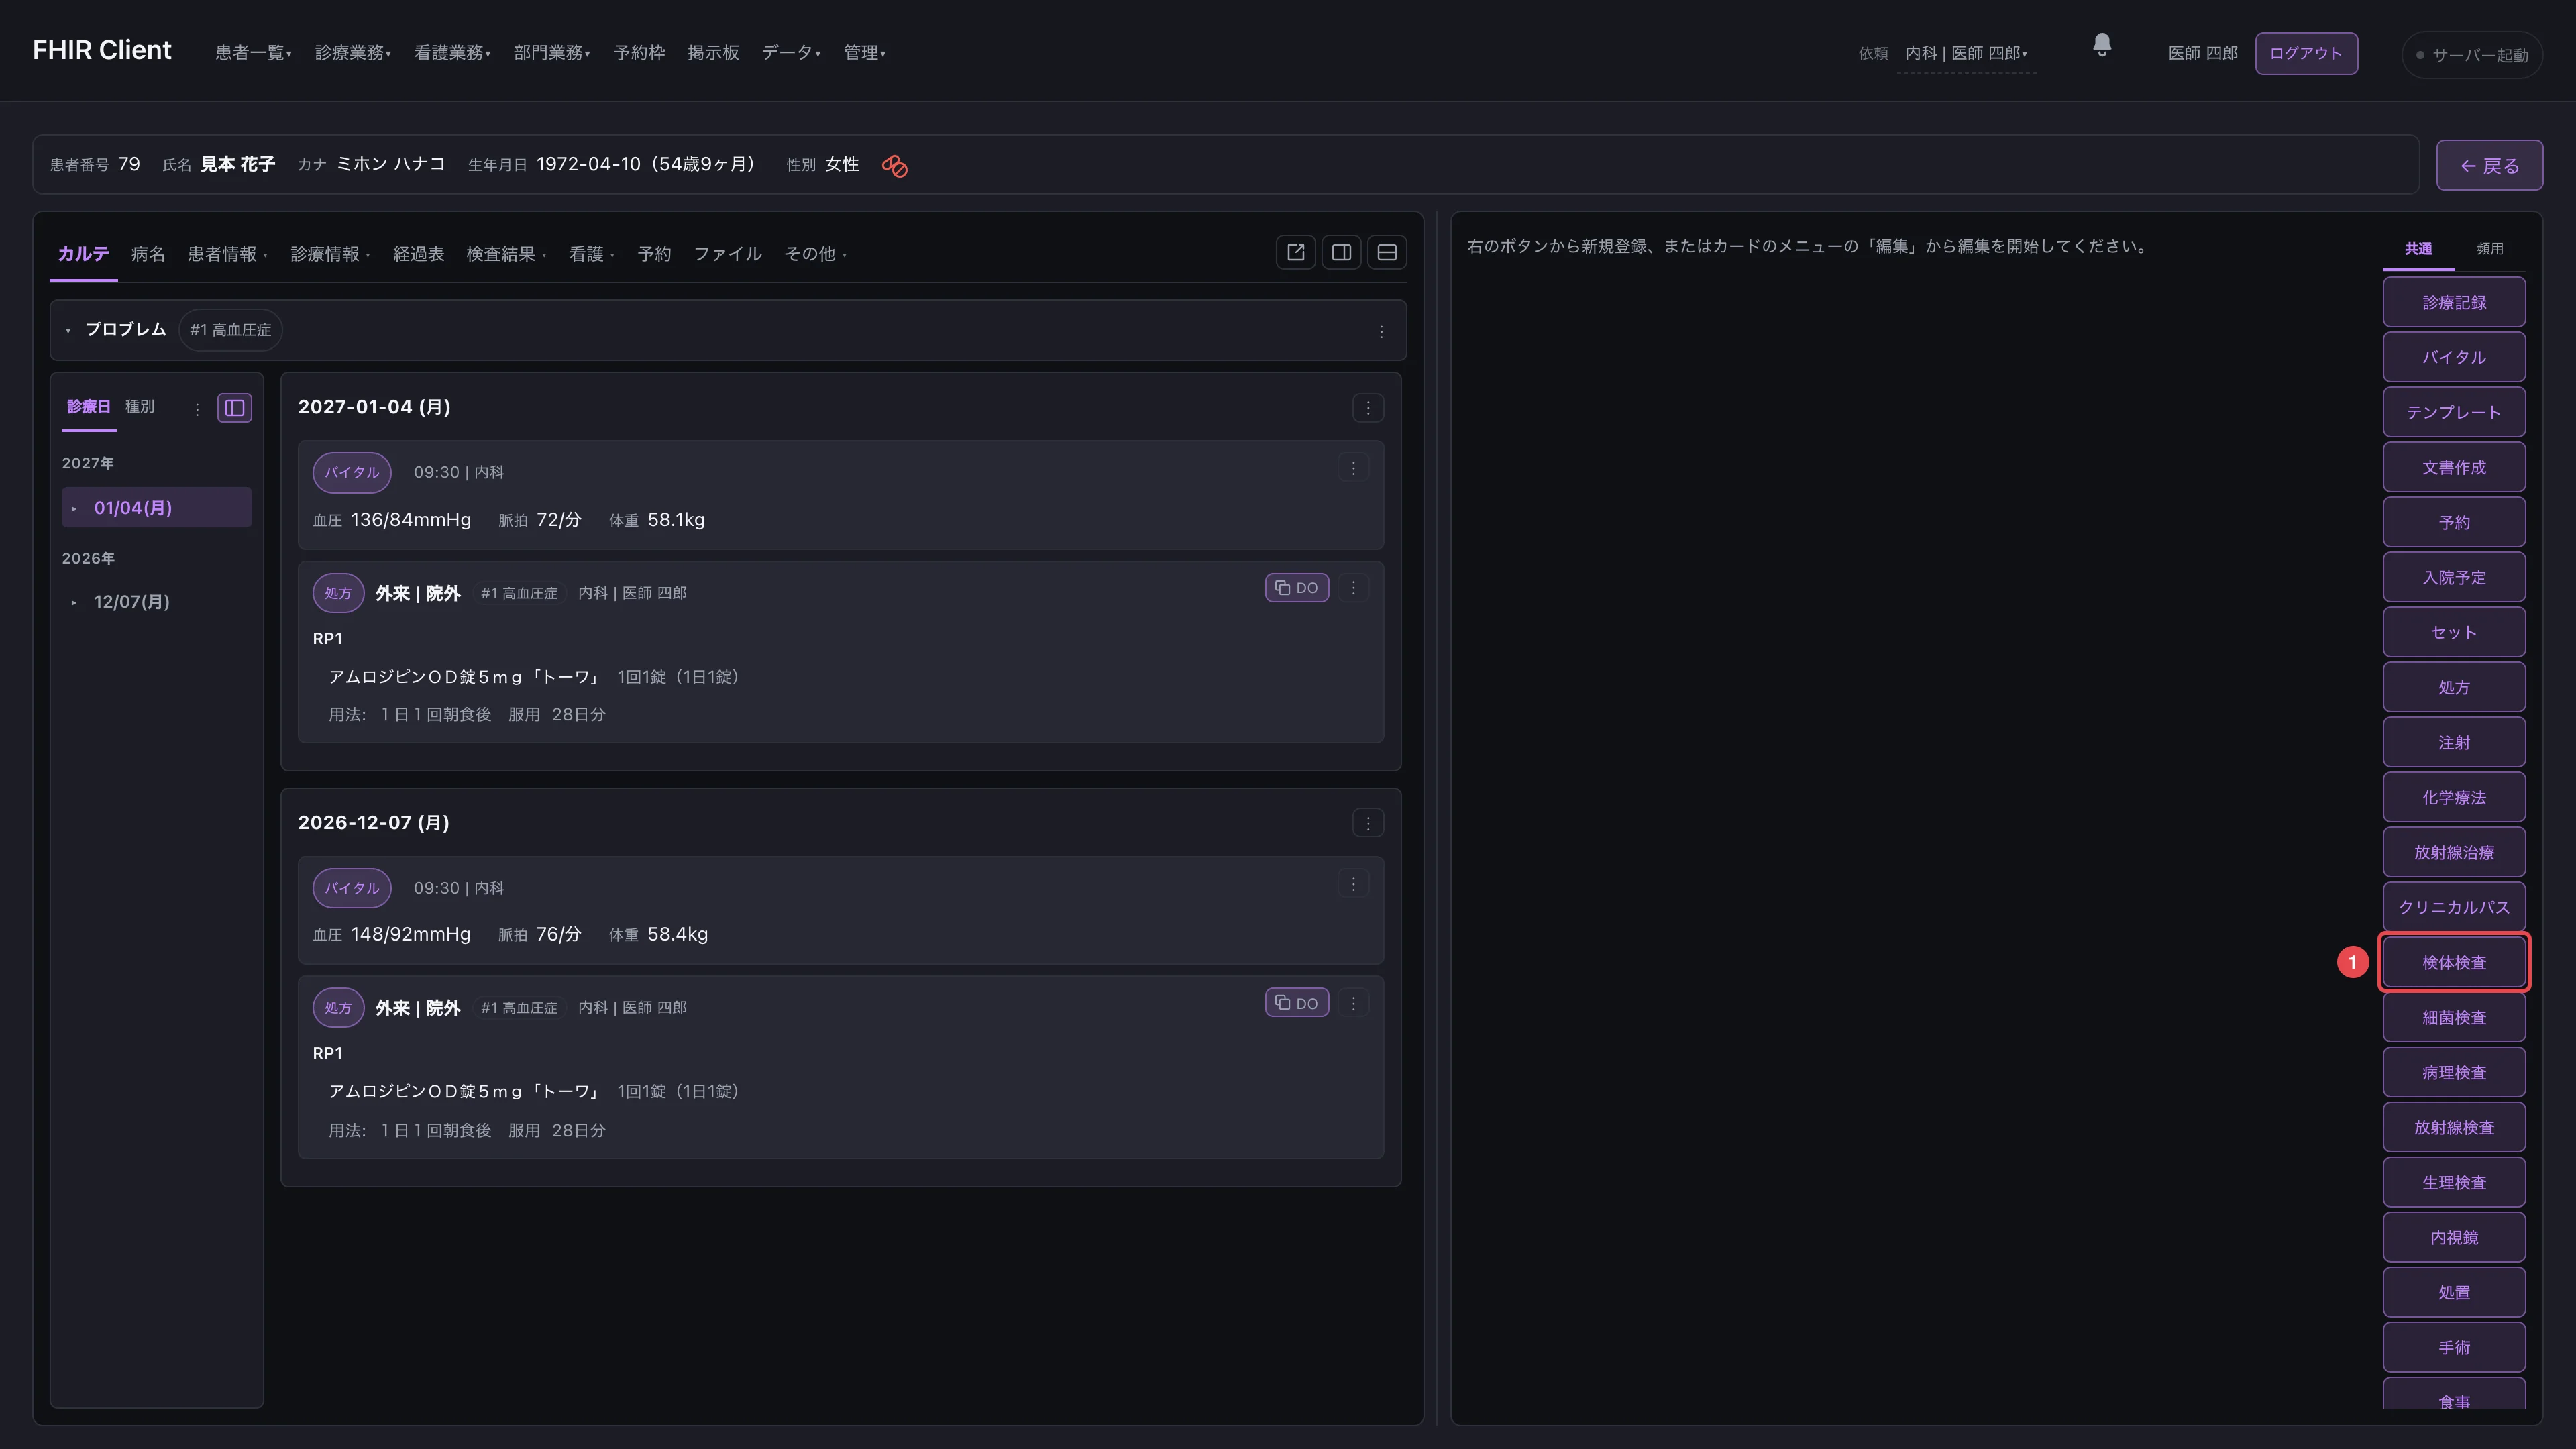 FHIR Client 患者一覧▾ 診療業務▾ 看護業務▾ 部門業務▾ 予約枠 掲示板 データ▾ 管理▾ 依頼 内科 | 医師 四郎▾ 医師 四郎 ログアウト サーバー起動
患者番号 79 氏名 見本 花子 カナ ミホン ハナコ 生年月日 1972-04-10（54歳9ヶ月） 性別 女性 ← 戻る
カルテ 病名 患者情報 診療情報 経過表 検査結果 看護 予約 ファイル その他
プロブレム #1 高血圧症
診療日 種別
2027年
01/04(月)
2026年
12/07(月)
2027-01-04 (月)
バイタル 09:30 | 内科
血圧 136/84mmHg 脈拍 72/分 体重 58.1kg
処方 外来 | 院外 #1 高血圧症 内科 | 医師 四郎 DO
RP1
アムロジピンＯＤ錠５ｍｇ「トーワ」 1回1錠（1日1錠）
用法: １日１回朝食後 服用 28日分
2026-12-07 (月)
バイタル 09:30 | 内科
血圧 148/92mmHg 脈拍 76/分 体重 58.4kg
処方 外来 | 院外 #1 高血圧症 内科 | 医師 四郎 DO
RP1
アムロジピンＯＤ錠５ｍｇ「トーワ」 1回1錠（1日1錠）
用法: １日１回朝食後 服用 28日分
右のボタンから新規登録、またはカードのメニューの「編集」から編集を開始してください。
共通 頻用
診療記録
バイタル
テンプレート
文書作成
予約
入院予定
セット
処方
注射
化学療法
放射線治療
クリニカルパス
1 検体検査
細菌検査
病理検査
放射線検査
生理検査
内視鏡
処置
手術
食事